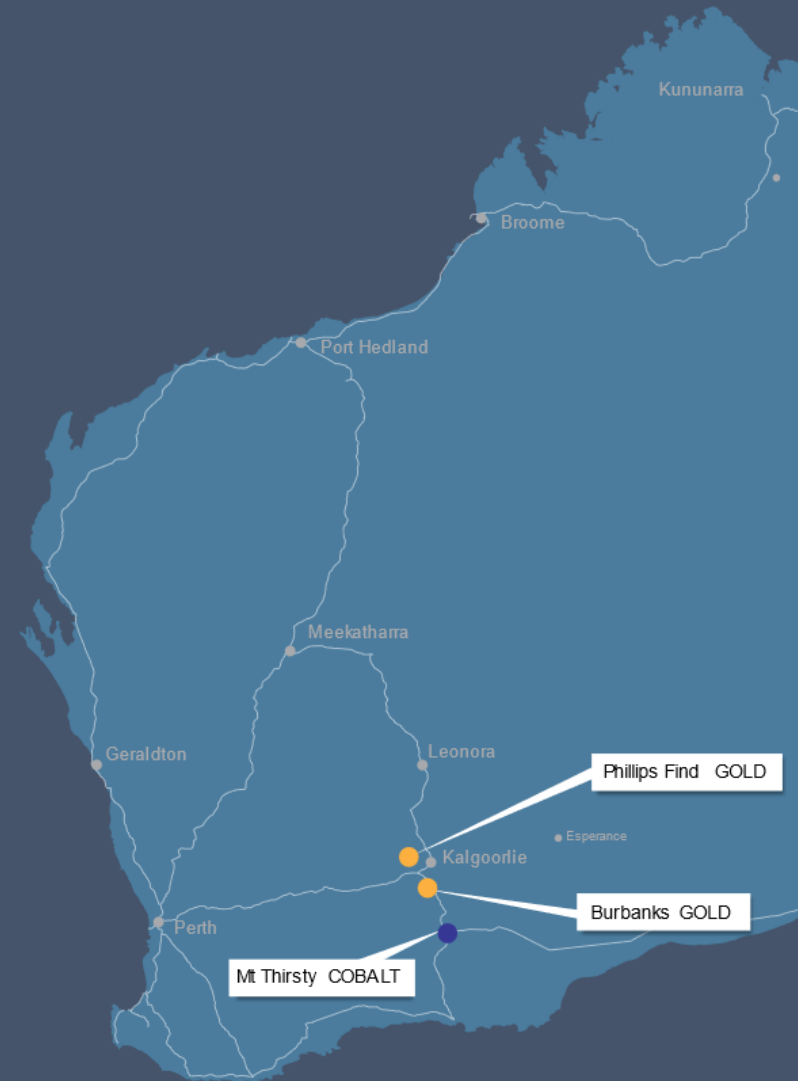 Kununarra
Broome
Port Hedland
Meekatharra
Geraldton
Leonora
Phillips Find GOLD
Esperance
Kalgoorlie
Burbanks GOLD
Perth
Mt Thirsty COBALT